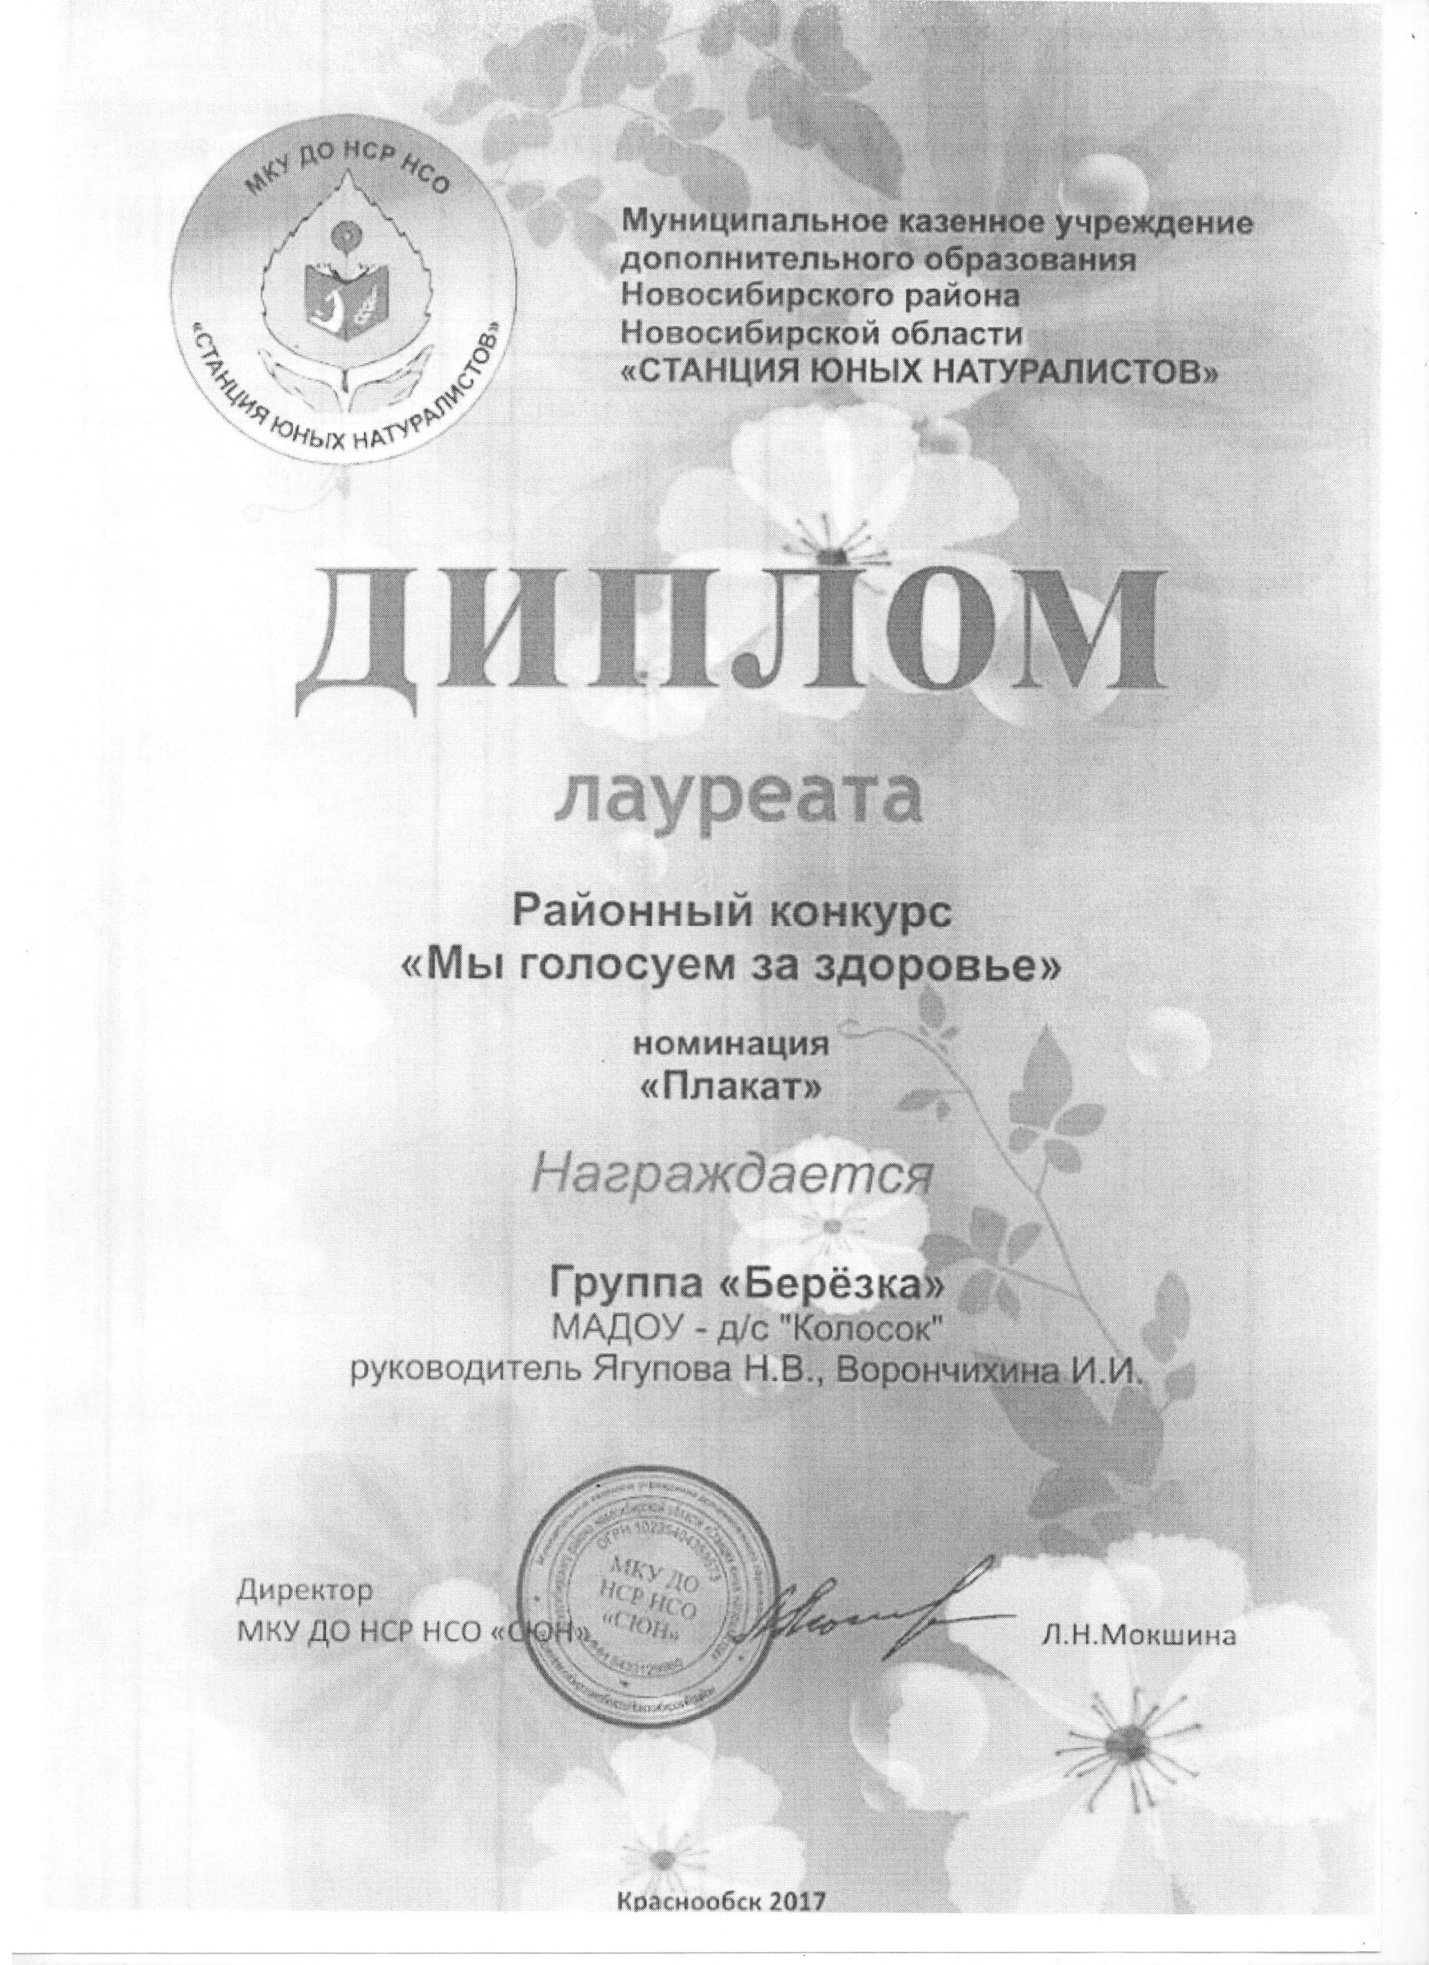 МКУ ДО НСР НСО
«СТАНЦИЯ ЮНЫХ НАТУРАЛИСТОВ»
Муниципальное казенное учреждение
дополнительного образования
Новосибирского района
Новосибирской области
«СТАНЦИЯ ЮНЫХ НАТУРАЛИСТОВ»
ДИПЛОМ
лауреата
Районный конкурс
«Мы голосуем за здоровье»
номинация
«Плакат»
Награждается
Группа «Берёзка»
МАДОУ - д/с "Колосок"
руководитель Ягупова Н.В., Ворончихина И.И.
Директор
МКУ ДО НСР НСО «СЮН»
ОГРН
МКУ ДО
НСР НСО
«СЮН»
ИНН
Л.Н.Мокшина
Краснообск 2017